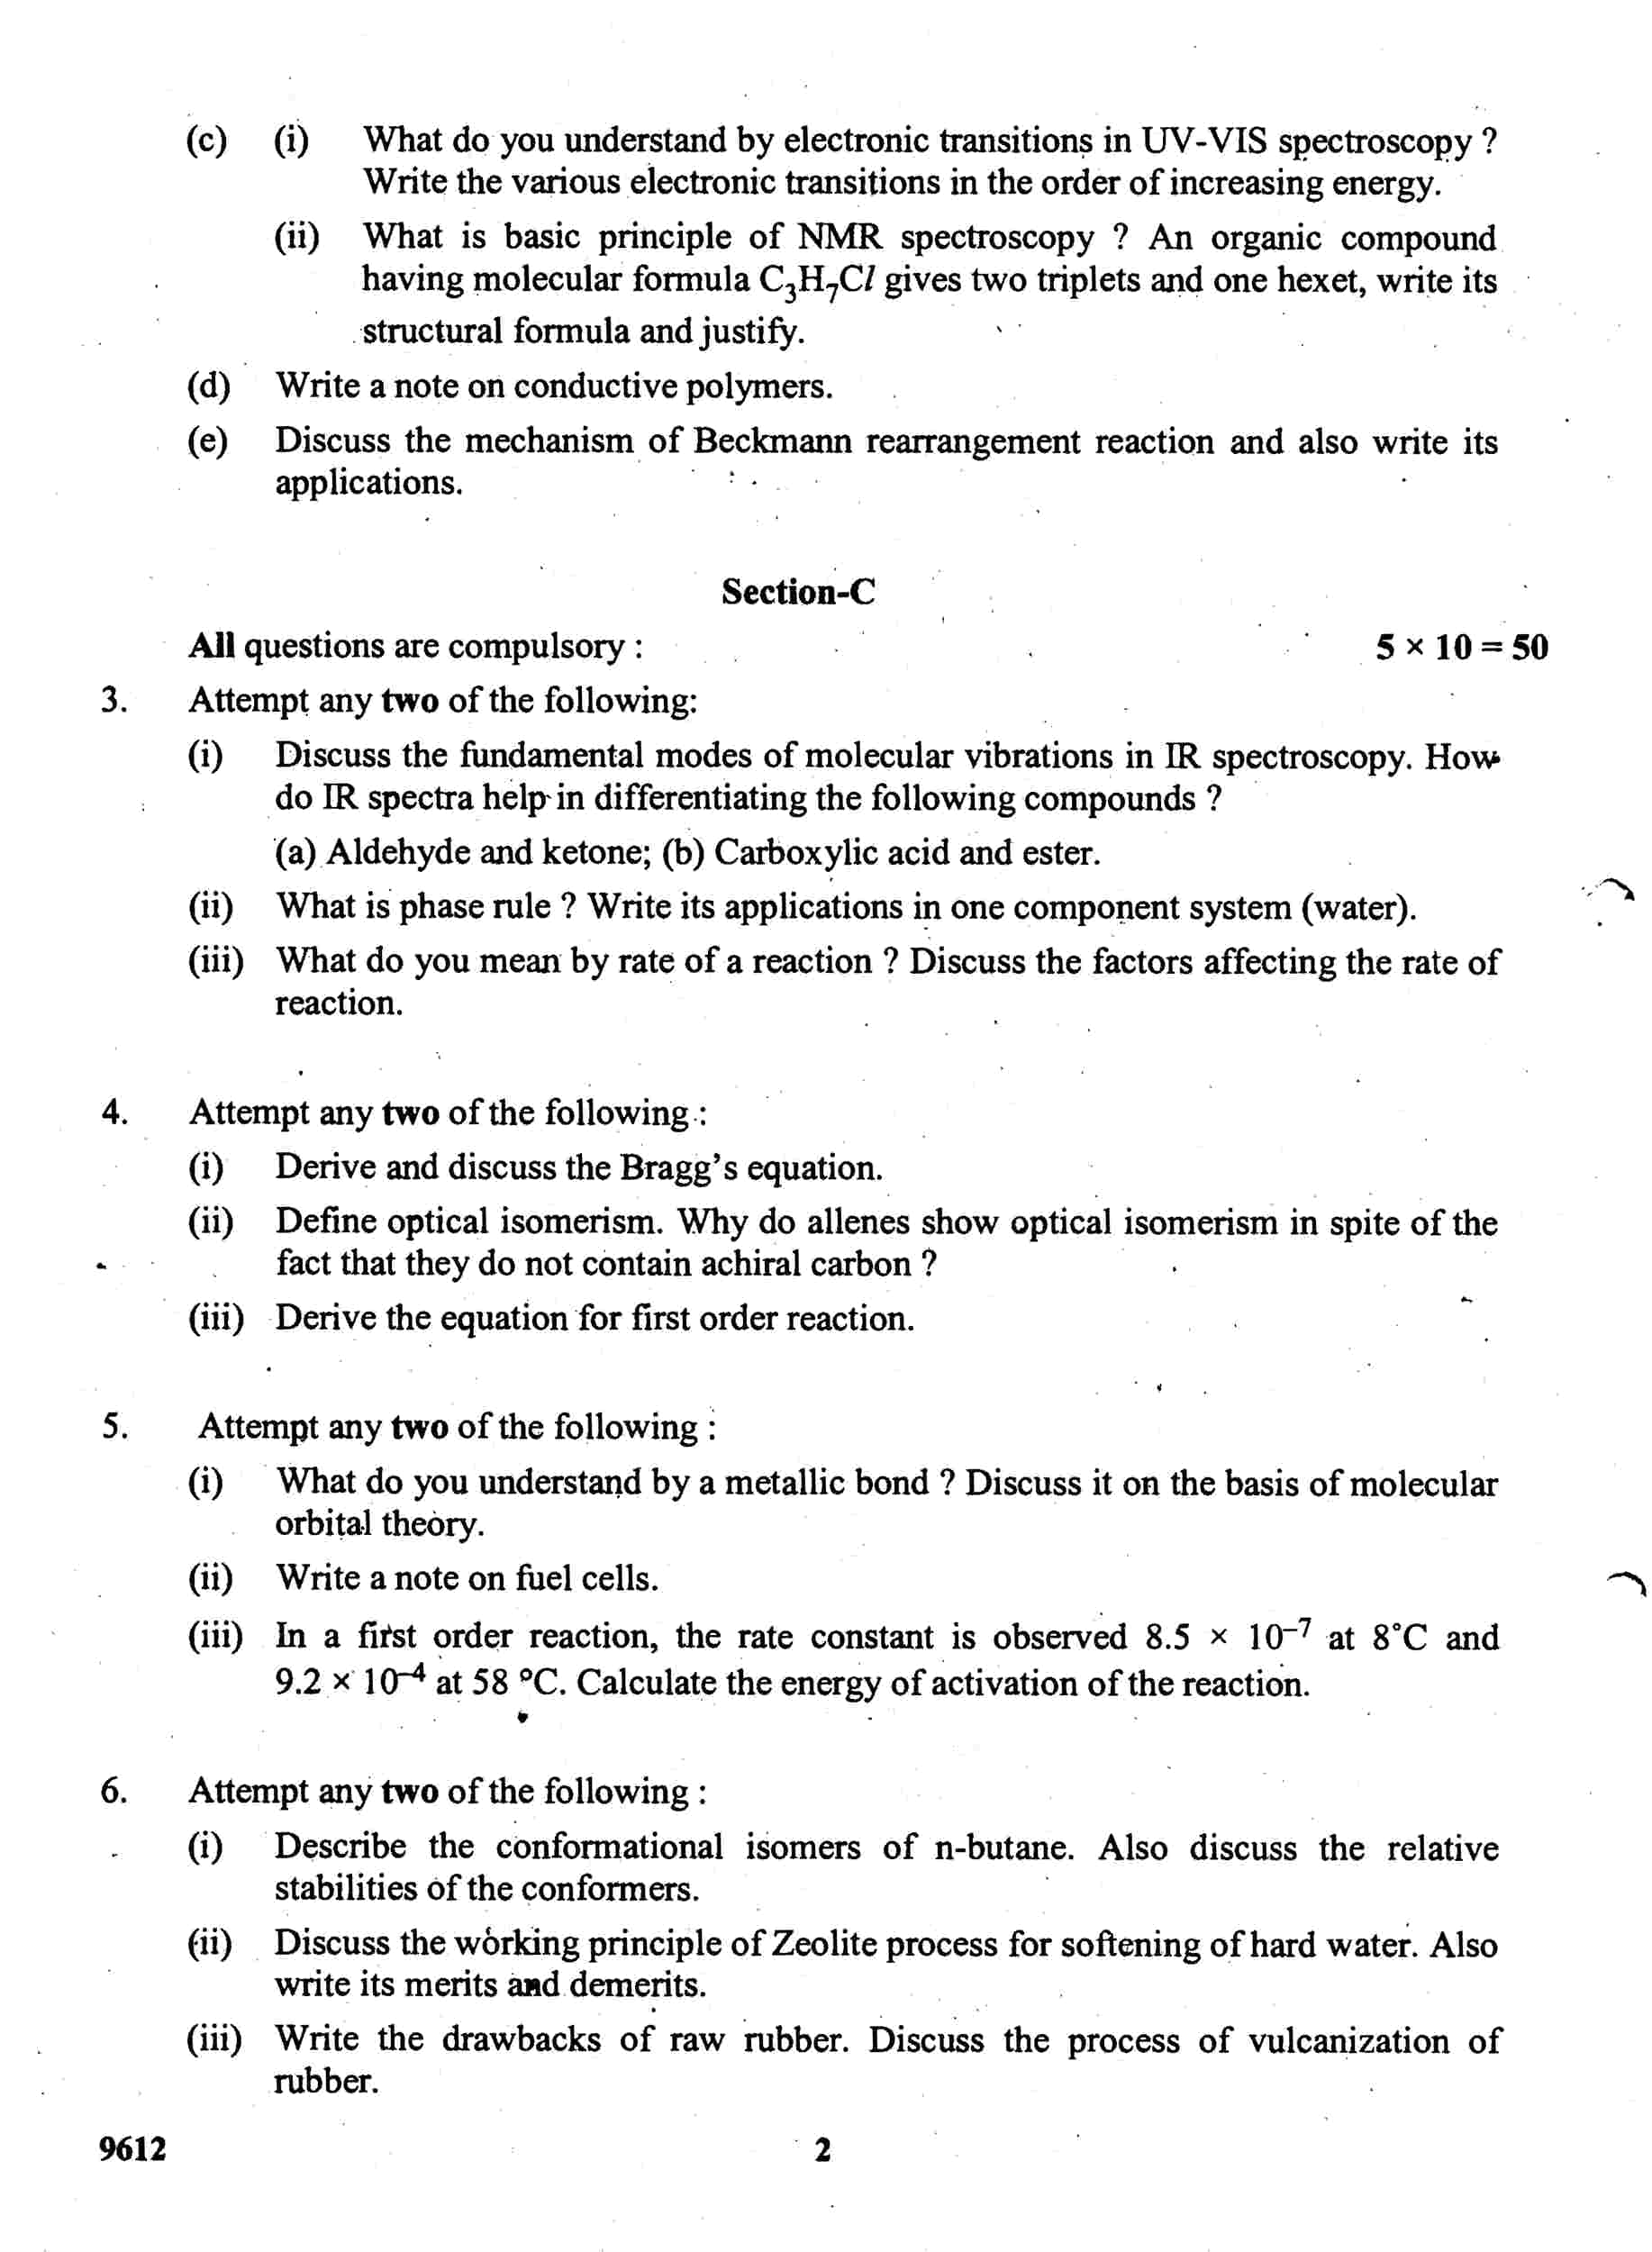 (c) (i) What do you understand by electronic transitions in UV-VIS spectroscopy ?
Write the various electronic transitions in the order of increasing energy.
(ii) What is basic principle of NMR spectroscopy ? An organic compound
having molecular formula C₃H₇Cl gives two triplets and one hexet, write its
structural formula and justify.
(d) Write a note on conductive polymers.
(e) Discuss the mechanism of Beckmann rearrangement reaction and also write its
applications.
Section-C
All questions are compulsory : 5 × 10 = 50
3. Attempt any two of the following:
(i) Discuss the fundamental modes of molecular vibrations in IR spectroscopy. How
do IR spectra help in differentiating the following compounds ?
(a) Aldehyde and ketone; (b) Carboxylic acid and ester.
(ii) What is phase rule ? Write its applications in one component system (water).
(iii) What do you mean by rate of a reaction ? Discuss the factors affecting the rate of
reaction.
4. Attempt any two of the following :
(i) Derive and discuss the Bragg's equation.
(ii) Define optical isomerism. Why do allenes show optical isomerism in spite of the
fact that they do not contain achiral carbon ?
(iii) Derive the equation for first order reaction.
5. Attempt any two of the following :
(i) What do you understand by a metallic bond ? Discuss it on the basis of molecular
orbital theory.
(ii) Write a note on fuel cells.
(iii) In a first order reaction, the rate constant is observed 8.5 × 10⁻⁷ at 8°C and
9.2 × 10⁻⁴ at 58 °C. Calculate the energy of activation of the reaction.
6. Attempt any two of the following :
(i) Describe the conformational isomers of n-butane. Also discuss the relative
stabilities of the conformers.
(ii) Discuss the working principle of Zeolite process for softening of hard water. Also
write its merits and demerits.
(iii) Write the drawbacks of raw rubber. Discuss the process of vulcanization of
rubber.
9612 2